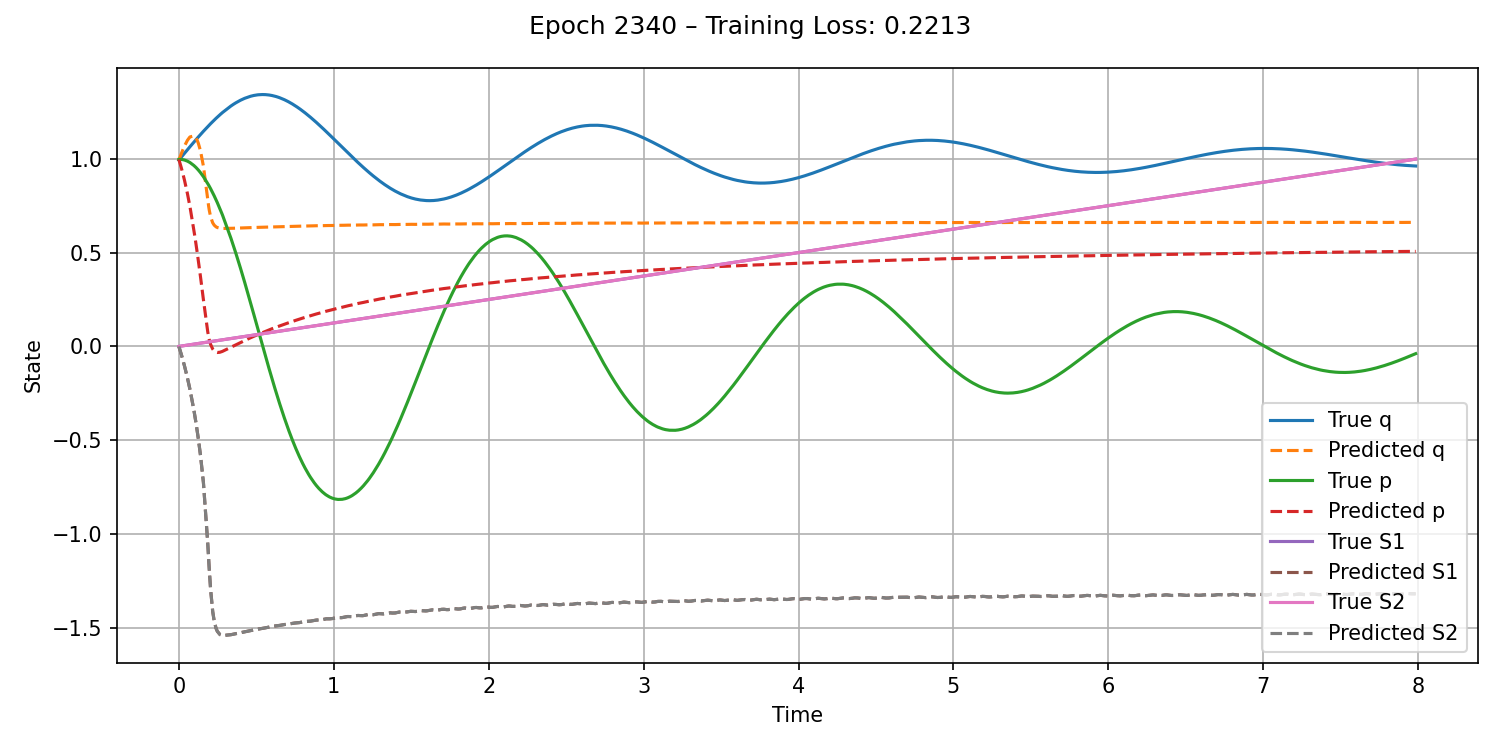 Epoch 2340 – Training Loss: 0.2213
State
1.0
0.5
0.0
−0.5
−1.0
−1.5
True q
Predicted q
True p
Predicted p
True S1
Predicted S1
True S2
Predicted S2
0 1 2 3 4 5 6 7 8
Time